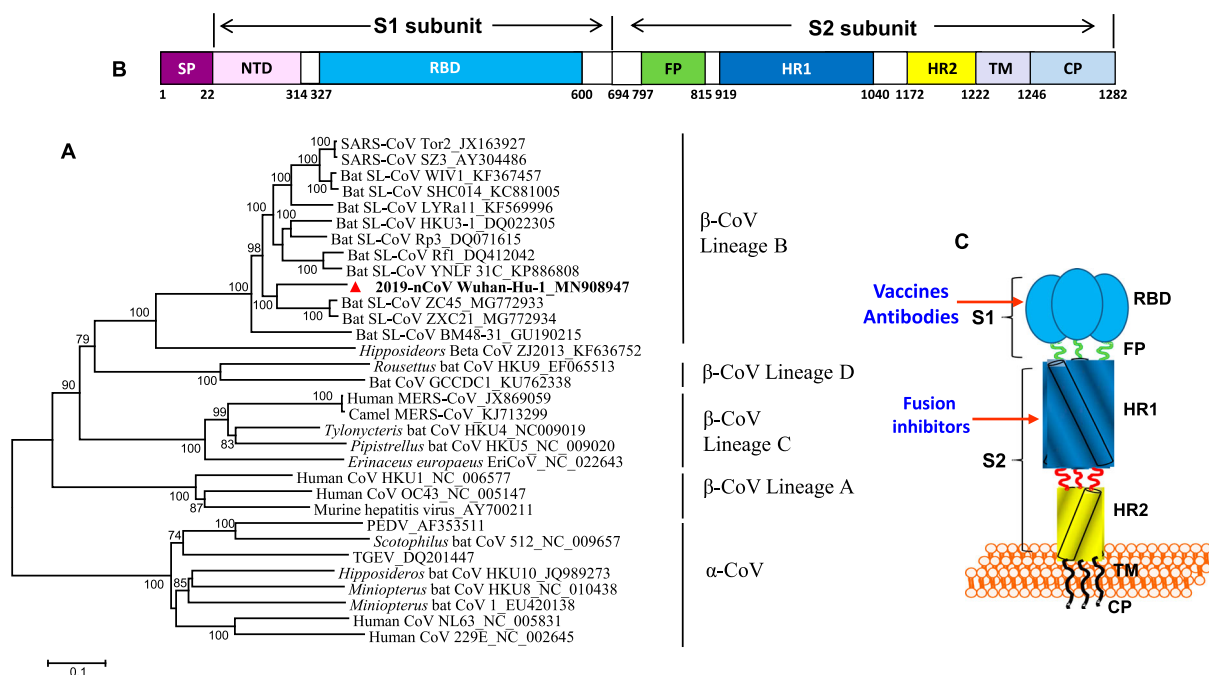 S1 subunit
S2 subunit
B
SP
NTD
RBD
FP
HR1
HR2
TM
CP
1
22
314
327
600
694
797
815
919
1040
1172
1222
1246
1282
A
100
SARS-CoV Tor2_JX163927
SARS-CoV SZ3_AY304486
100
Bat SL-CoV WIV1_KF367457
100
Bat SL-CoV SHC014_KC881005
100
Bat SL-CoV LYRa11_KF569996
100
Bat SL-CoV HKU3-1_DQ022305
Bat SL-CoV Rp3_DQ071615
98
Bat SL-CoV Rf1_DQ412042
100
Bat SL-CoV YNLF_31C_KP886808
2019-nCoV Wuhan-Hu-1_MN908947
100
Bat SL-CoV ZC45_MG772933
100
Bat SL-CoV ZXC21_MG772934
Bat SL-CoV BM48-31_GU190215
79
Hipposideors Beta CoV ZJ2013_KF636752
Rousettus bat CoV HKU9_EF065513
100
Bat CoV GCCDC1_KU762338
90
100
Human MERS-CoV_JX869059
Camel MERS-CoV_KJ713299
99
Tylonycteris bat CoV HKU4_NC009019
83
Pipistrellus bat CoV HKU5_NC_009020
100
Erinaceus europaeus EriCoV_NC_022643
Human CoV HKU1_NC_006577
100
Human CoV OC43_NC_005147
87
Murine hepatitis virus_AY700211
PEDV_AF353511
100
74
Scotophilus bat CoV 512_NC_009657
TGEV_DQ201447
100
85
Hipposideros bat CoV HKU10_JQ989273
Miniopterus bat CoV HKU8_NC_010438
Miniopterus bat CoV 1_EU420138
Human CoV NL63_NC_005831
100
Human CoV 229E_NC_002645
0.1
β-CoV
Lineage B
β-CoV Lineage D
β-CoV
Lineage C
β-CoV Lineage A
α-CoV
C
Vaccines
Antibodies
S1
RBD
FP
Fusion
inhibitors
HR1
S2
HR2
TM
CP